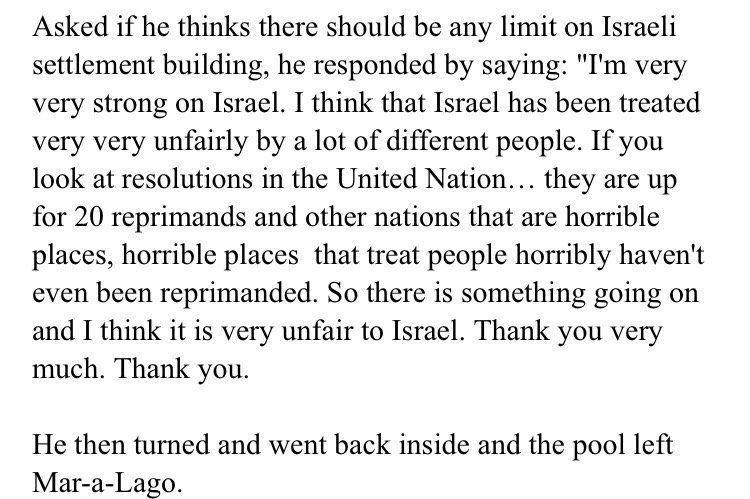 Asked if he thinks there should be any limit on Israeli
settlement building, he responded by saying: "I'm very
very strong on Israel. I think that Israel has been treated
very very unfairly by a lot of different people. If you
look at resolutions in the United Nation… they are up
for 20 reprimands and other nations that are horrible
places, horrible places  that treat people horribly haven't
even been reprimanded. So there is something going on
and I think it is very unfair to Israel. Thank you very
much. Thank you.

He then turned and went back inside and the pool left
Mar-a-Lago.